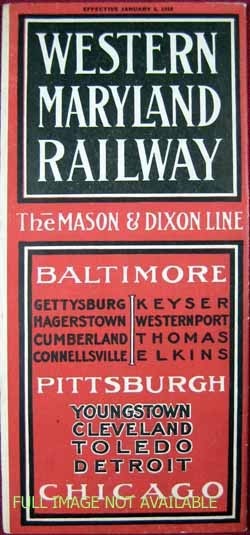 EFFECTIVE JANUARY 5, 1918
WESTERN
MARYLAND
RAILWAY
The MASON & DIXON LINE
BALTIMORE
GETTYSBURG KEYSER
HAGERSTOWN WESTERNPORT
CUMBERLAND THOMAS
CONNELLSVILLE ELKINS
PITTSBURGH
YOUNGSTOWN
CLEVELAND
TOLEDO
DETROIT
CHICAGO
FULL IMAGE NOT AVAILABLE